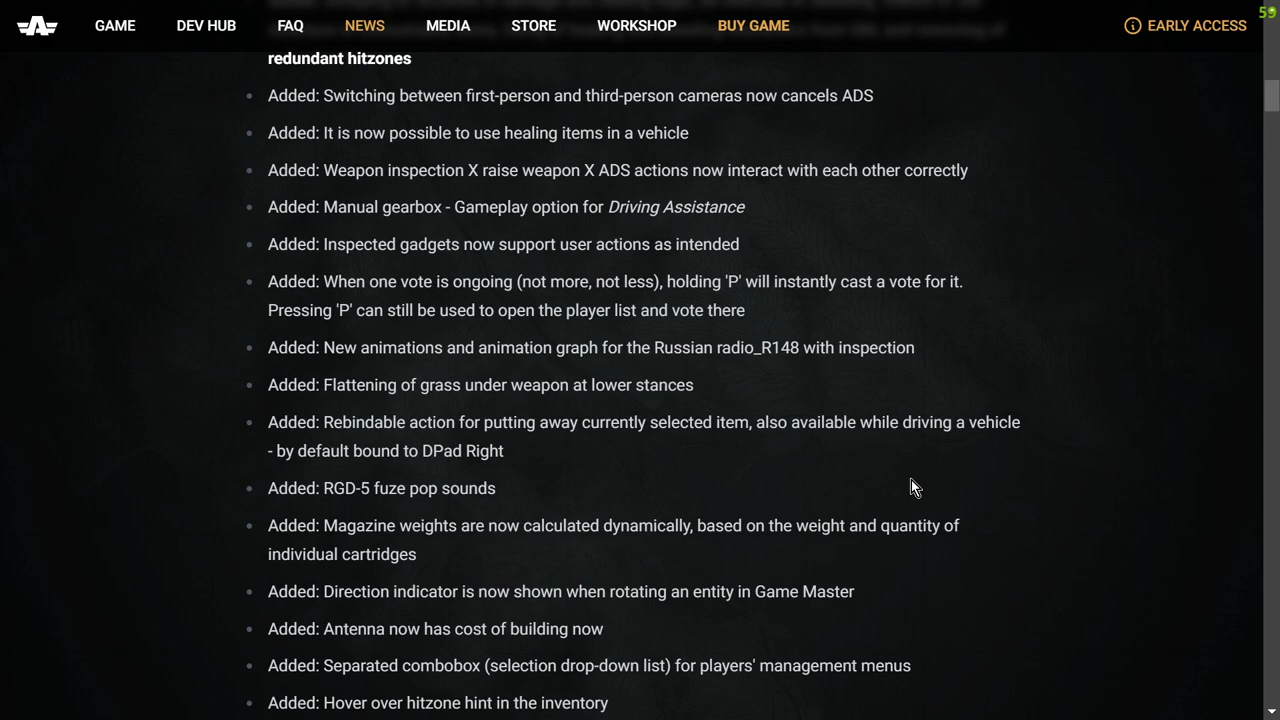 GAME DEV HUB FAQ NEWS MEDIA STORE WORKSHOP BUY GAME EARLY ACCESS 59
redundant hitzones
Added: Switching between first-person and third-person cameras now cancels ADS
Added: It is now possible to use healing items in a vehicle
Added: Weapon inspection X raise weapon X ADS actions now interact with each other correctly
Added: Manual gearbox - Gameplay option for Driving Assistance
Added: Inspected gadgets now support user actions as intended
Added: When one vote is ongoing (not more, not less), holding 'P' will instantly cast a vote for it.
Pressing 'P' can still be used to open the player list and vote there
Added: New animations and animation graph for the Russian radio_R148 with inspection
Added: Flattening of grass under weapon at lower stances
Added: Rebindable action for putting away currently selected item, also available while driving a vehicle
- by default bound to DPad Right
Added: RGD-5 fuze pop sounds
Added: Magazine weights are now calculated dynamically, based on the weight and quantity of
individual cartridges
Added: Direction indicator is now shown when rotating an entity in Game Master
Added: Antenna now has cost of building now
Added: Separated combobox (selection drop-down list) for players' management menus
Added: Hover over hitzone hint in the inventory